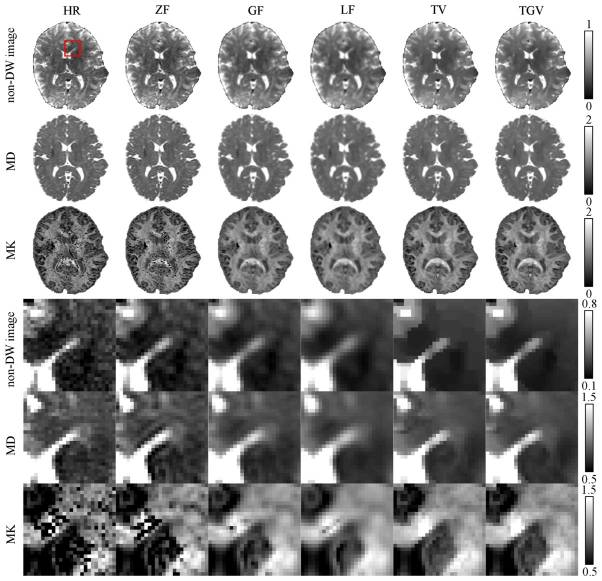 HR ZF GF LF TV TGV
non-DW image
1
0
MD
2
0
MK
2
0
non-DW image
0.8
0.1
MD
1.5
0.5
MK
1.5
0.5